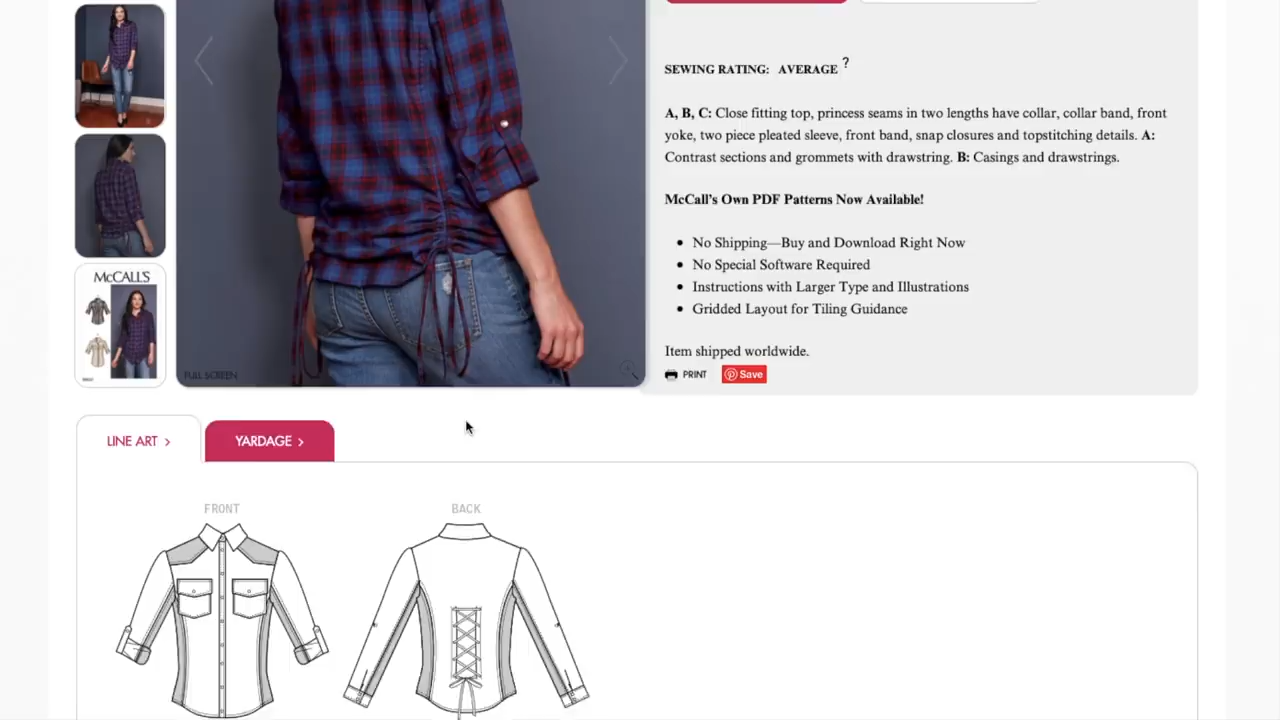 SEWING RATING: AVERAGE ?
A, B, C: Close fitting top, princess seams in two lengths have collar, collar band, front
yoke, two piece pleated sleeve, front band, snap closures and topstitching details. A:
Contrast sections and grommets with drawstring. B: Casings and drawstrings.
McCall's Own PDF Patterns Now Available!
No Shipping—Buy and Download Right Now
No Special Software Required
Instructions with Larger Type and Illustrations
Gridded Layout for Tiling Guidance
Item shipped worldwide.
PRINT
Save
McCALL'S
FULL SCREEN
LINE ART >
YARDAGE >
FRONT
BACK